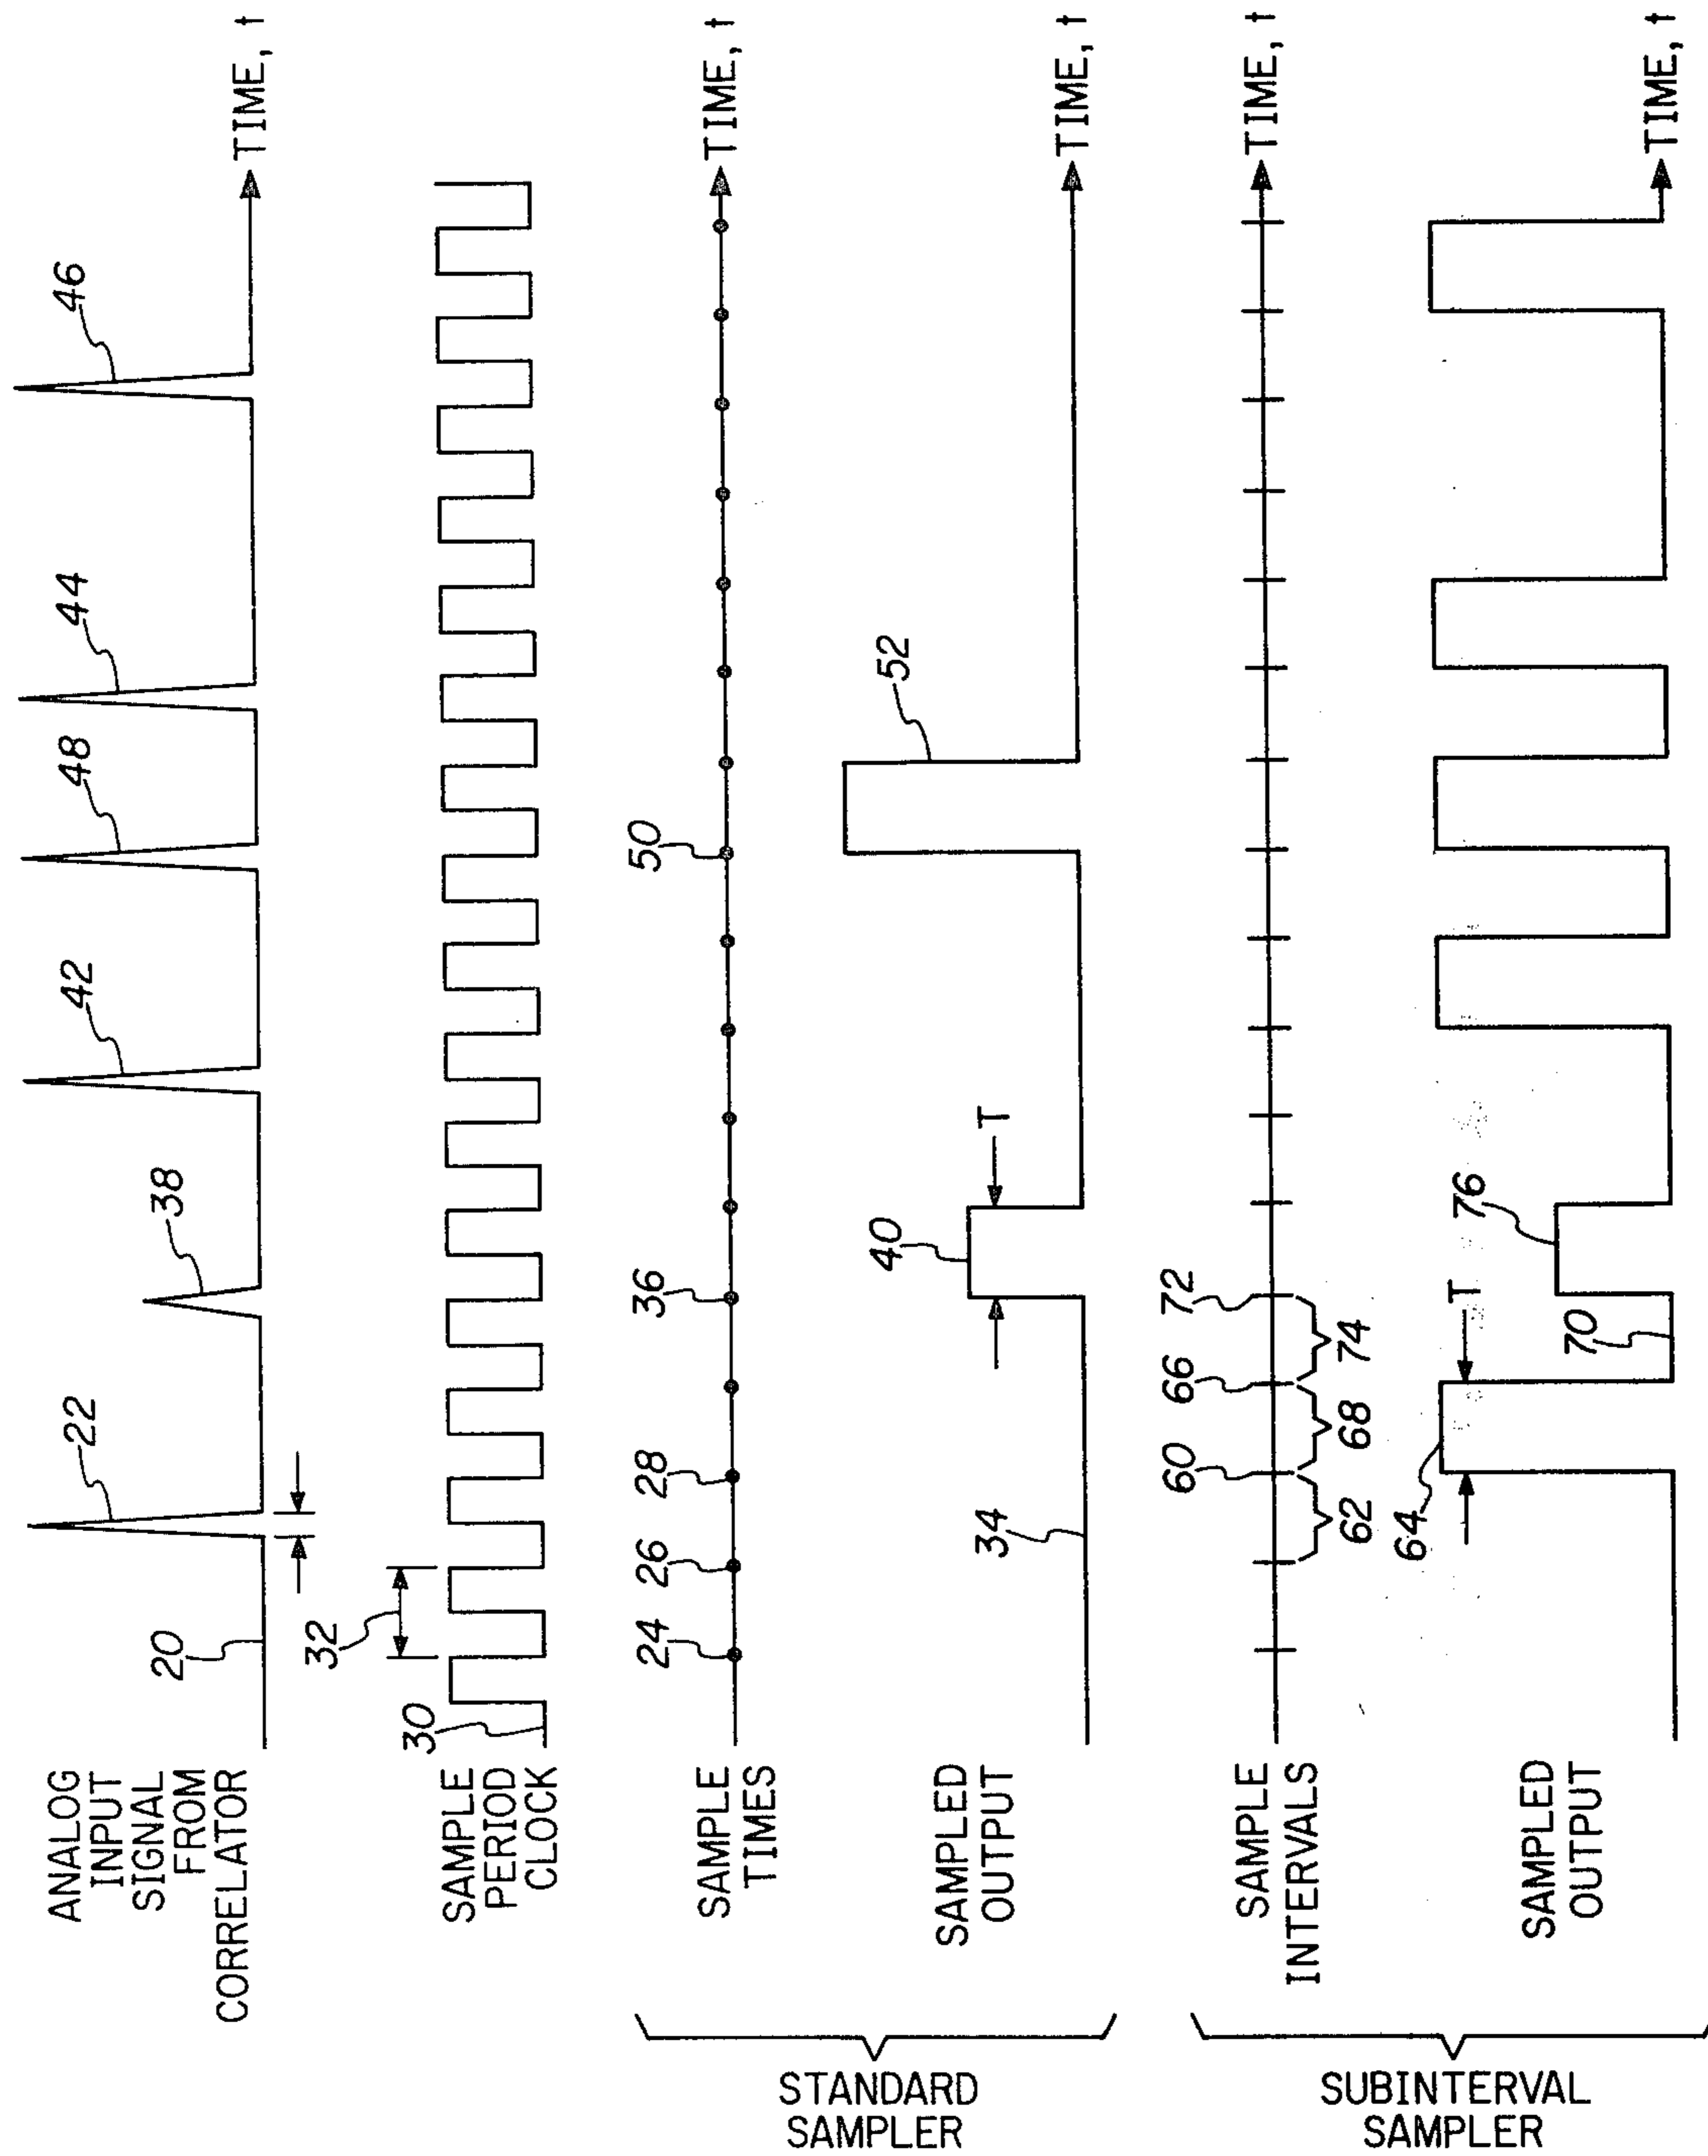 ANALOG
INPUT
SIGNAL
FROM
CORRELATOR
20
22
38
42
48
44
46
TIME, t
SAMPLE
PERIOD
CLOCK
30
32
STANDARD
SAMPLER
SAMPLE
TIMES
24
26
28
36
50
TIME, t
SAMPLED
OUTPUT
34
40
T
52
TIME, t
SUBINTERVAL
SAMPLER
SAMPLE
INTERVALS
60
66
72
62
68
74
TIME, t
SAMPLED
OUTPUT
64
T
70
76
TIME, t